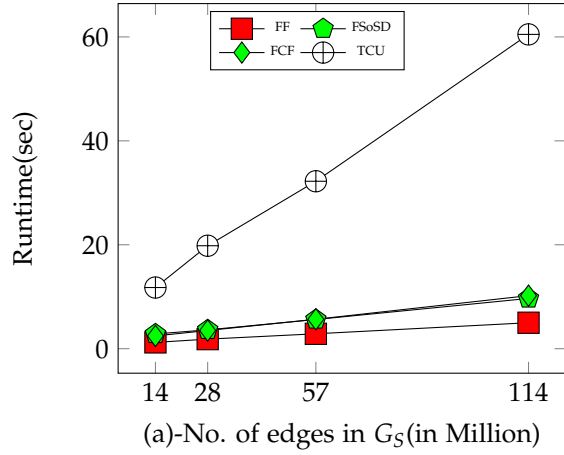 60
40
20
0
Runtime(sec)
FF FSoSD
FCF TCU
14 28 57 114
(a)-No. of edges in G_S(in Million)